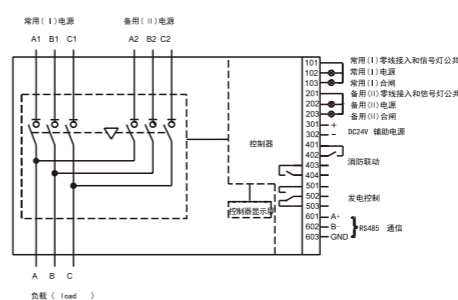 常用(Ⅰ)电源 备用(Ⅱ)电源
A1 B1 C1 A2 B2 C2
101 常用(Ⅰ)零线接入和信号灯公共
102 常用(Ⅰ)电源
103 常用(Ⅰ)合闸
201 备用(Ⅱ)零线接入和信号灯公共
202 备用(Ⅱ)电源
203 备用(Ⅱ)合闸
301 +
302 - DC24V 辅助电源
控制器
401
402
403 消防联动
404
501
502 发电控制
503
控制器显示
601 A+
602 B- RS485 通信
603 GND
A B C
负载( load )